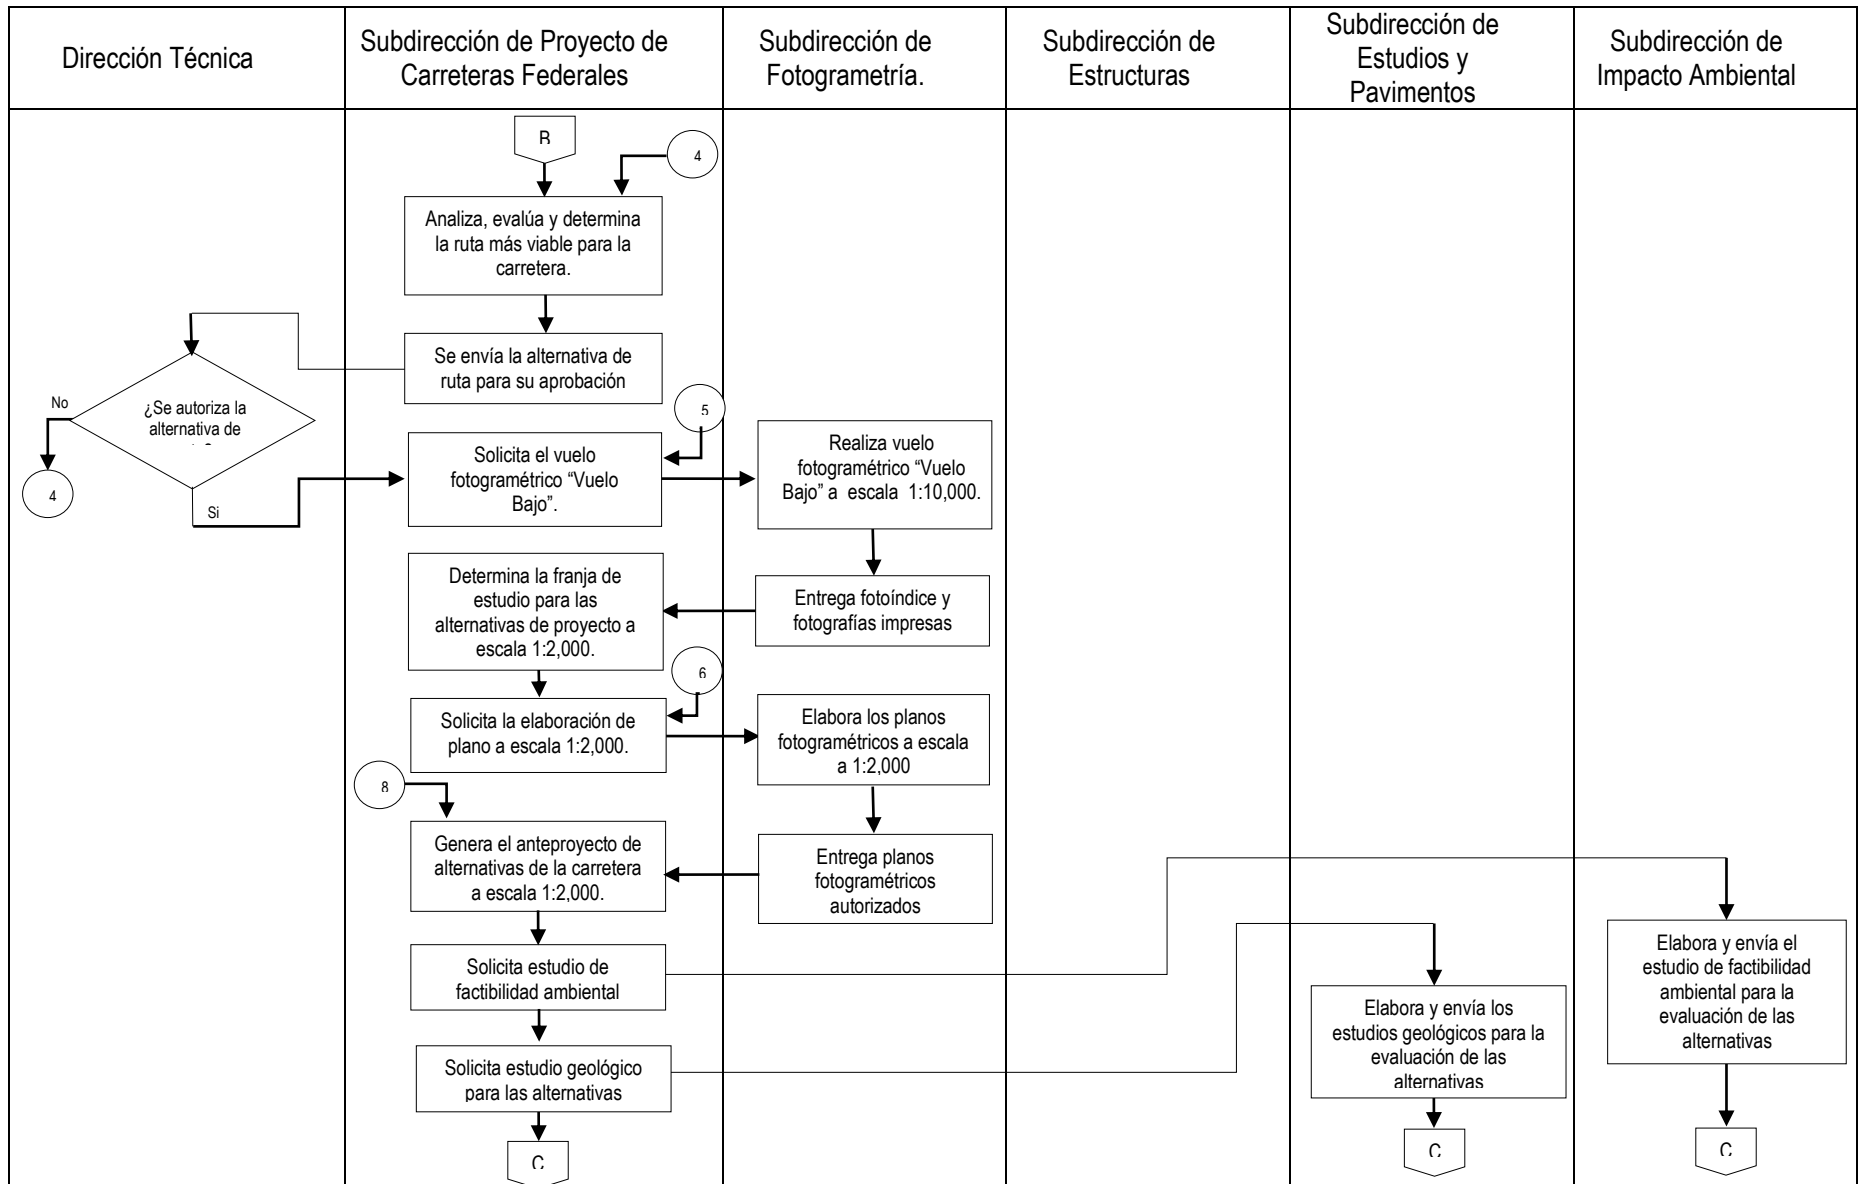 Dirección Técnica
Subdirección de Proyecto de
Carreteras Federales
Subdirección de
Fotogrametría.
Subdirección de
Estructuras
Subdirección de
Estudios y
Pavimentos
Subdirección de
Impacto Ambiental
B
4
Analiza, evalúa y determina
la ruta más viable para la
carretera.
Se envía la alternativa de
ruta para su aprobación
¿Se autoriza la
alternativa de
No
4
Si
5
Solicita el vuelo
fotogramétrico “Vuelo
Bajo”.
Realiza vuelo
fotogramétrico “Vuelo
Bajo” a escala 1:10,000.
Determina la franja de
estudio para las
alternativas de proyecto a
escala 1:2,000.
Entrega fotoíndice y
fotografías impresas
6
Solicita la elaboración de
plano a escala 1:2,000.
Elabora los planos
fotogramétricos a escala
a 1:2,000
8
Genera el anteproyecto de
alternativas de la carretera
a escala 1:2,000.
Entrega planos
fotogramétricos
autorizados
Solicita estudio de
factibilidad ambiental
Elabora y envía el
estudio de factibilidad
ambiental para la
evaluación de las
alternativas
Solicita estudio geológico
para las alternativas
Elabora y envía los
estudios geológicos para la
evaluación de las
alternativas
C
C
C